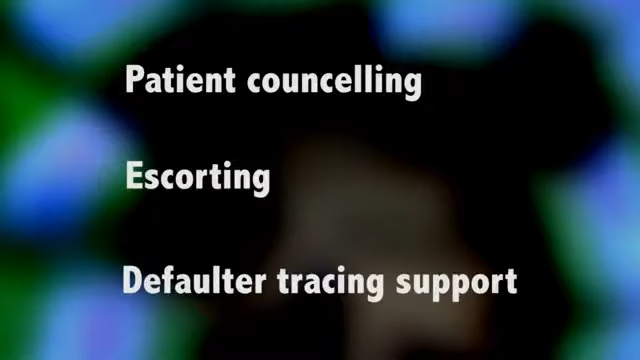 Patient councelling
Escorting
Defaulter tracing support